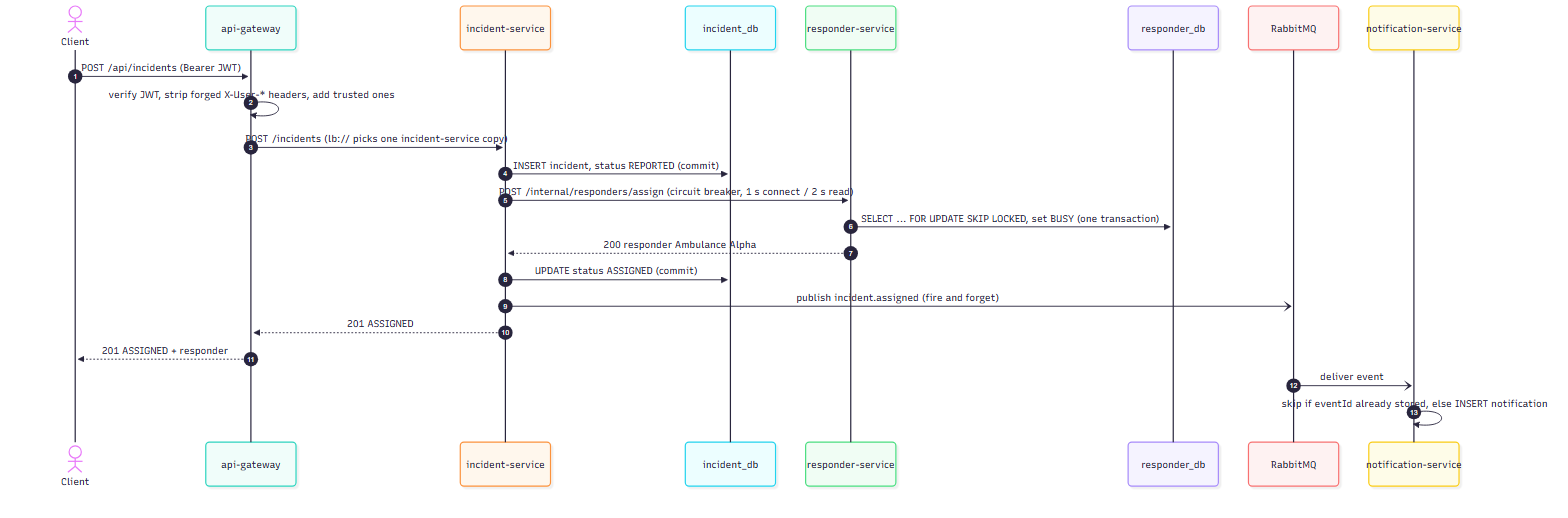 Client
api-gateway
incident-service
incident_db
responder-service
responder_db
RabbitMQ
notification-service
1
POST /api/incidents (Bearer JWT)
verify JWT, strip forged X-User-* headers, add trusted ones
2
POST /incidents (lb:// picks one incident-service copy)
3
INSERT incident, status REPORTED (commit)
4
POST /internal/responders/assign (circuit breaker, 1 s connect / 2 s read)
5
SELECT ... FOR UPDATE SKIP LOCKED, set BUSY (one transaction)
6
200 responder Ambulance Alpha
7
UPDATE status ASSIGNED (commit)
8
publish incident.assigned (fire and forget)
9
201 ASSIGNED
10
201 ASSIGNED + responder
11
deliver event
12
skip if eventId already stored, else INSERT notification
13
Client
api-gateway
incident-service
incident_db
responder-service
responder_db
RabbitMQ
notification-service